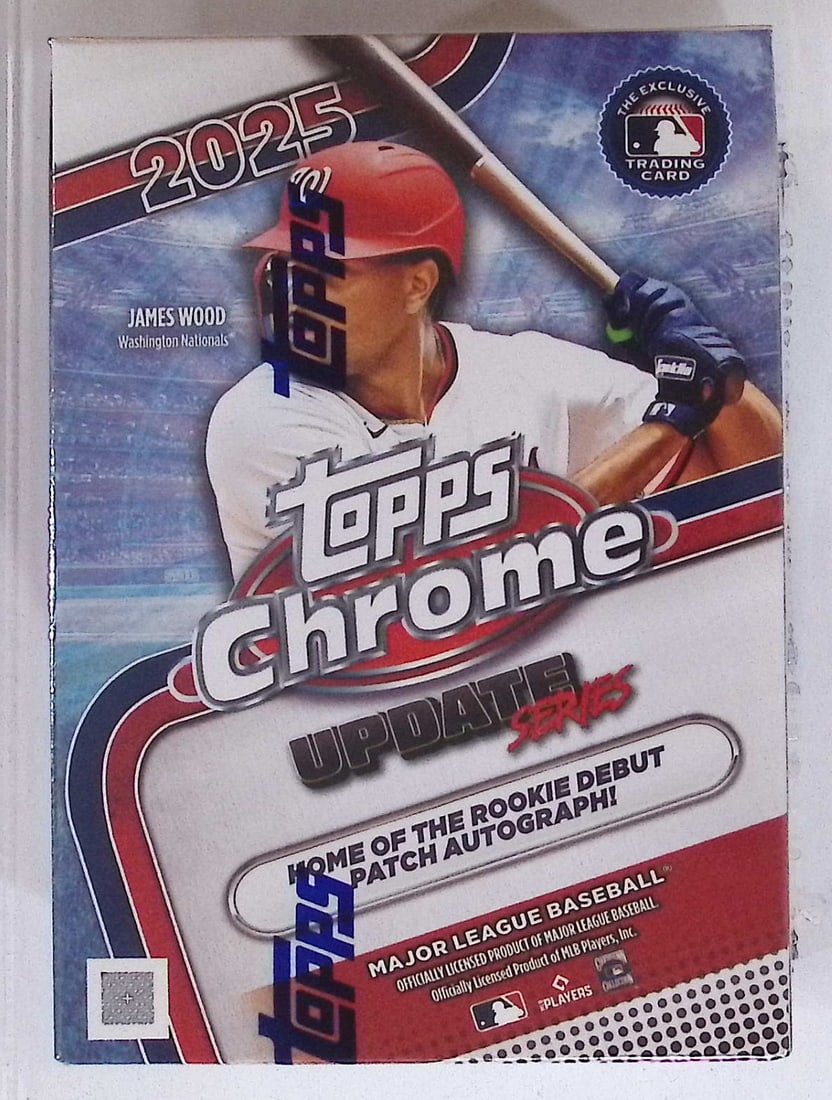 2025
THE EXCLUSIVE
TRADING
CARD
JAMES WOOD
Washington Nationals
Topps
Franklin
Topps
Chrome
UPDATE
SERIES
HOME OF THE ROOKIE DEBUT
PATCH AUTOGRAPH!
Topps
MAJOR LEAGUE BASEBALL®
OFFICIALLY LICENSED PRODUCT OF MAJOR LEAGUE BASEBALL
Officially Licensed Product of MLB Players, Inc.
PLAYERS